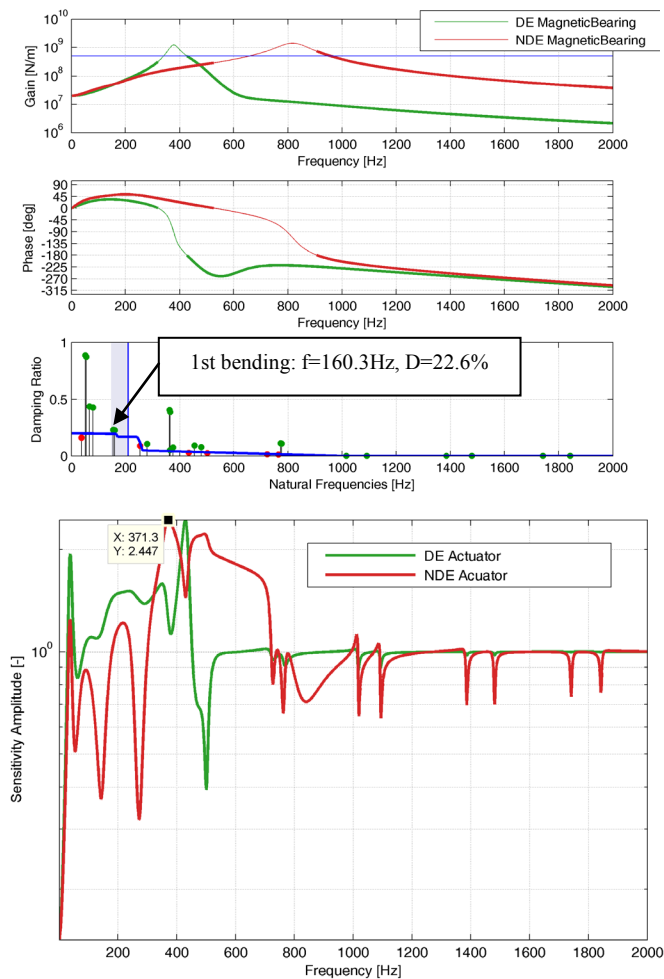 10^10
10^9
10^8
10^7
10^6
Gain [N/m]
DE MagneticBearing
NDE MagneticBearing
0 200 400 600 800 1000 1200 1400 1600 1800 2000
Frequency [Hz]
90
45
0
-45
-90
-135
-180
-225
-270
-315
Phase [deg]
0 200 400 600 800 1000 1200 1400 1600 1800 2000
Frequency [Hz]
1
0.5
0
Damping Ratio
1st bending: f=160.3Hz, D=22.6%
0 200 400 600 800 1000 1200 1400 1600 1800 2000
Natural Frequencies [Hz]
X: 371.3
Y: 2.447
DE Actuator
NDE Acuator
10^0
Sensitivity Amplitude [-]
200 400 600 800 1000 1200 1400 1600 1800 2000
Frequency [Hz]